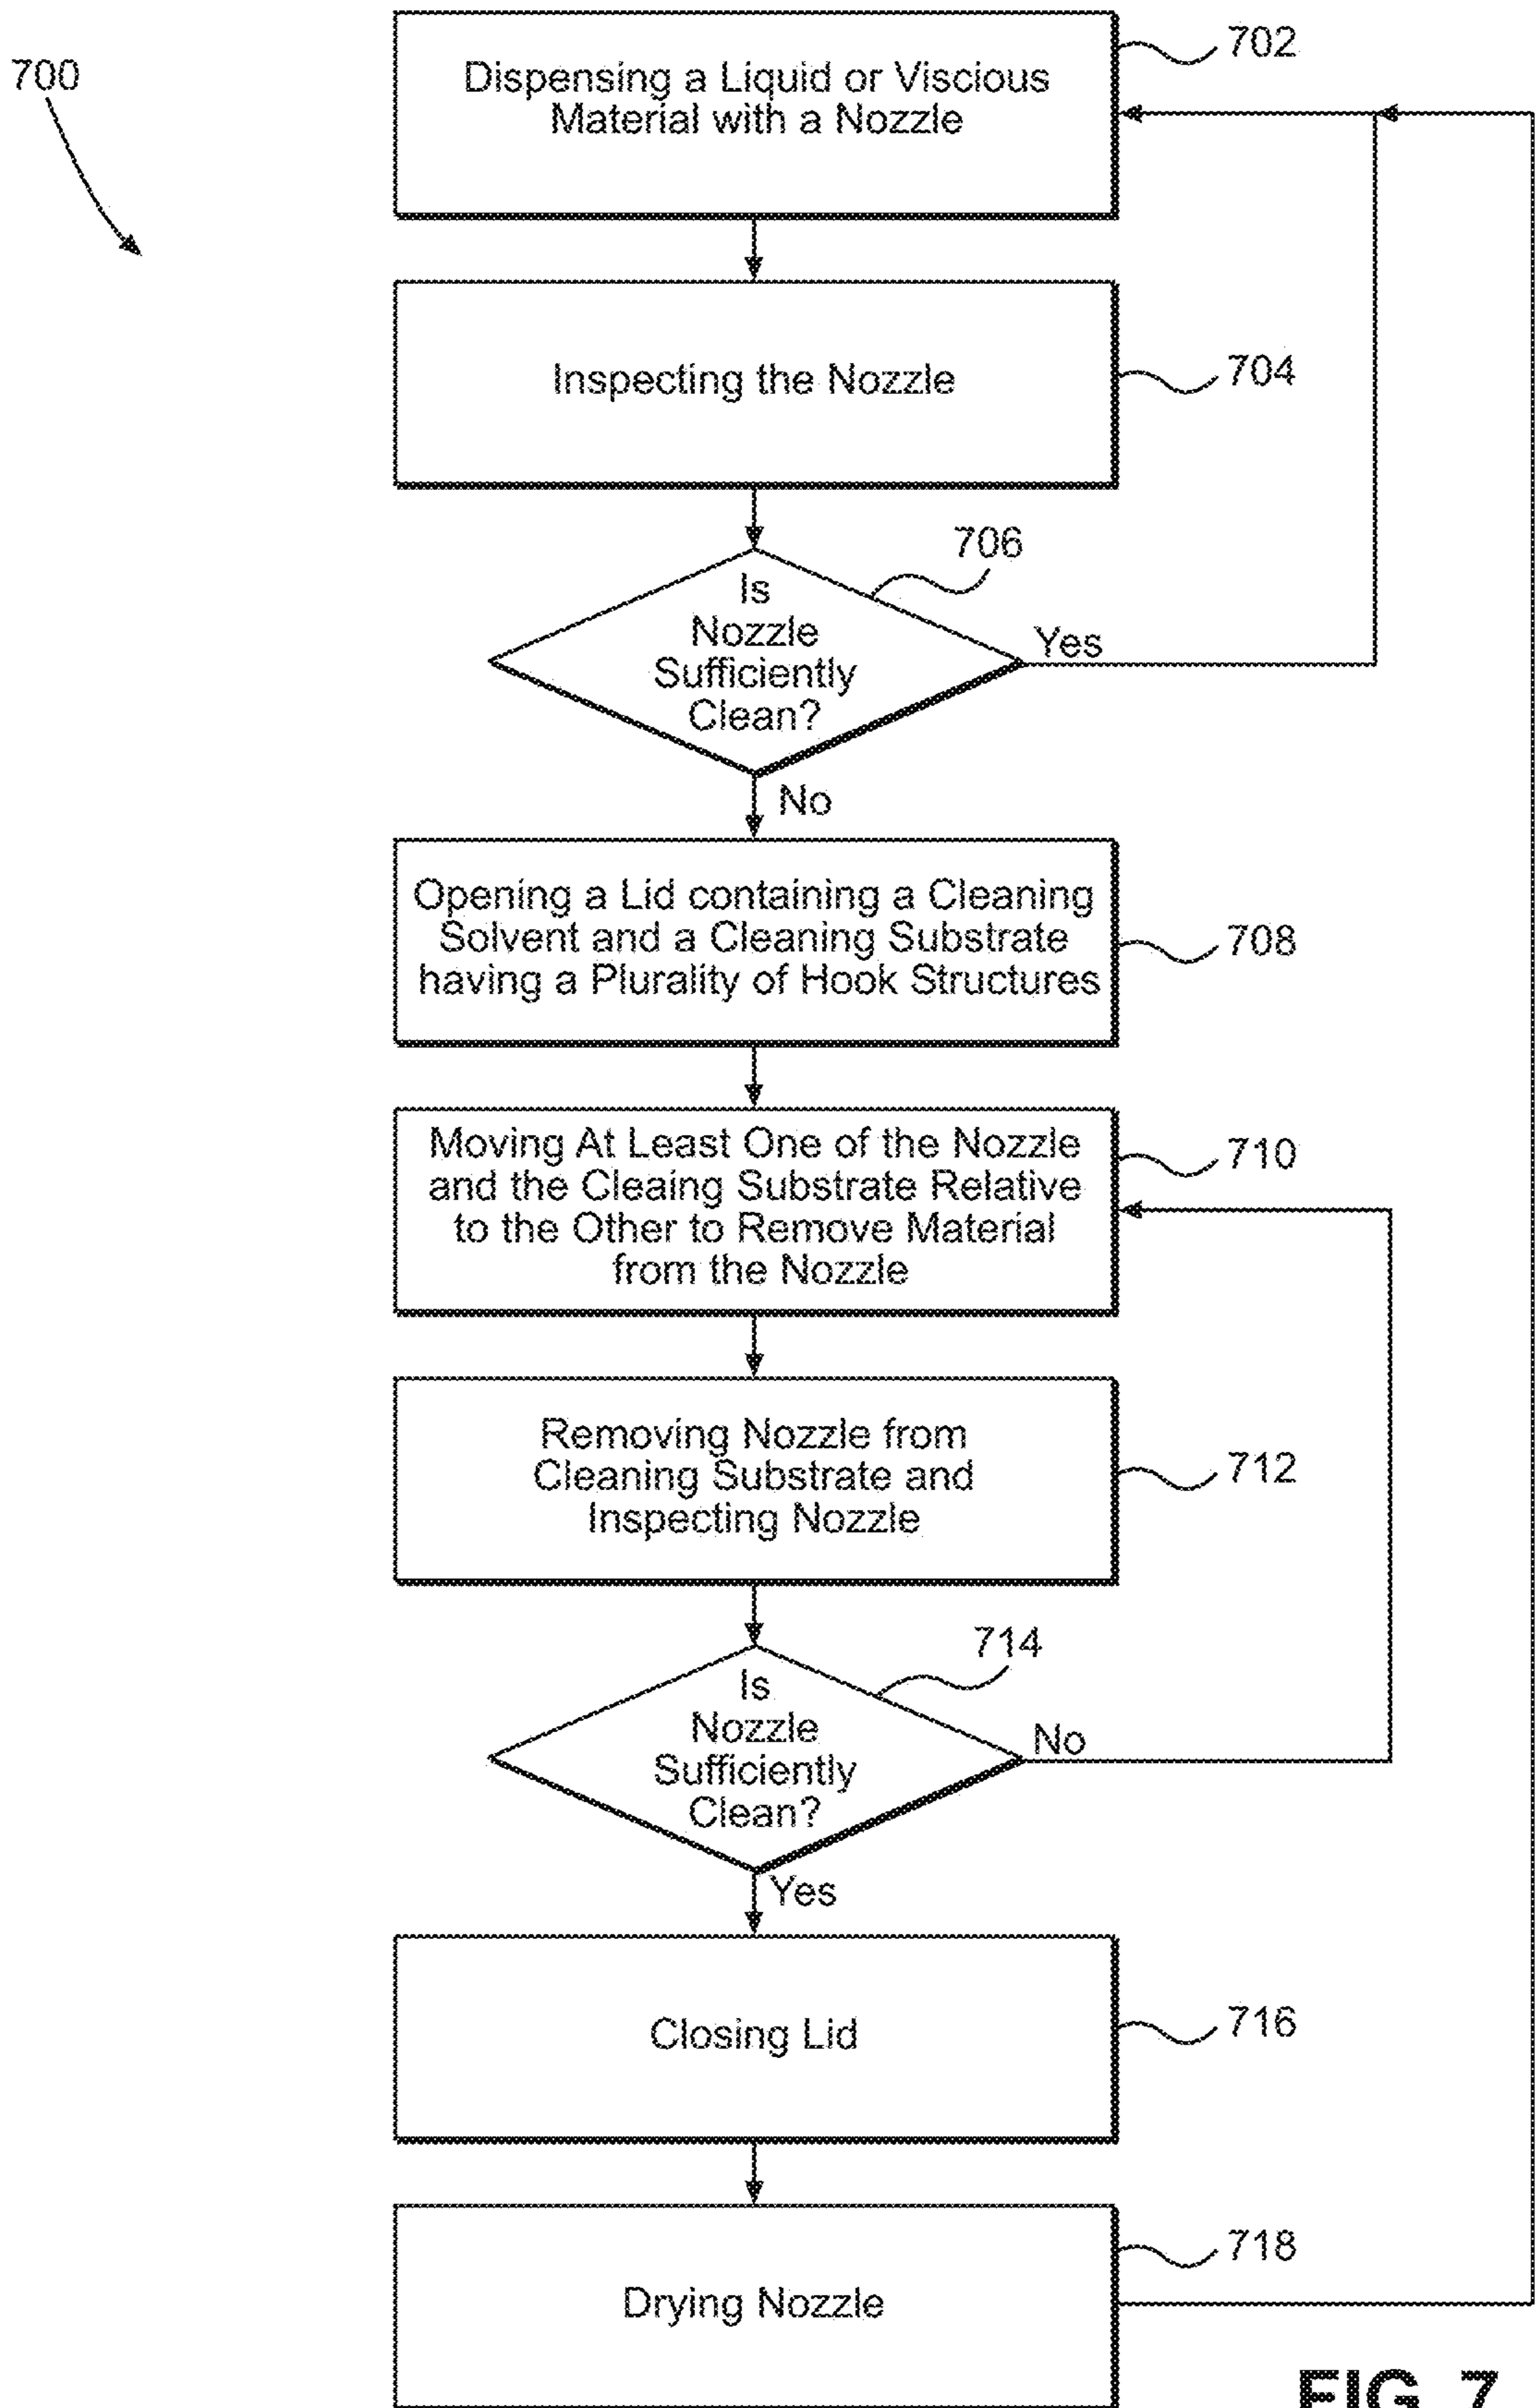 700
702
Dispensing a Liquid or Viscious
Material with a Nozzle
Inspecting the Nozzle
704
706
Is
Nozzle
Sufficiently
Clean?
Yes
No
Opening a Lid containing a Cleaning
Solvent and a Cleaning Substrate
having a Plurality of Hook Structures
708
Moving At Least One of the Nozzle
and the Cleaing Substrate Relative
to the Other to Remove Material
from the Nozzle
710
Removing Nozzle from
Cleaning Substrate and
Inspecting Nozzle
712
714
Is
Nozzle
Sufficiently
Clean?
No
Yes
Closing Lid
716
718
Drying Nozzle
FIG. 7